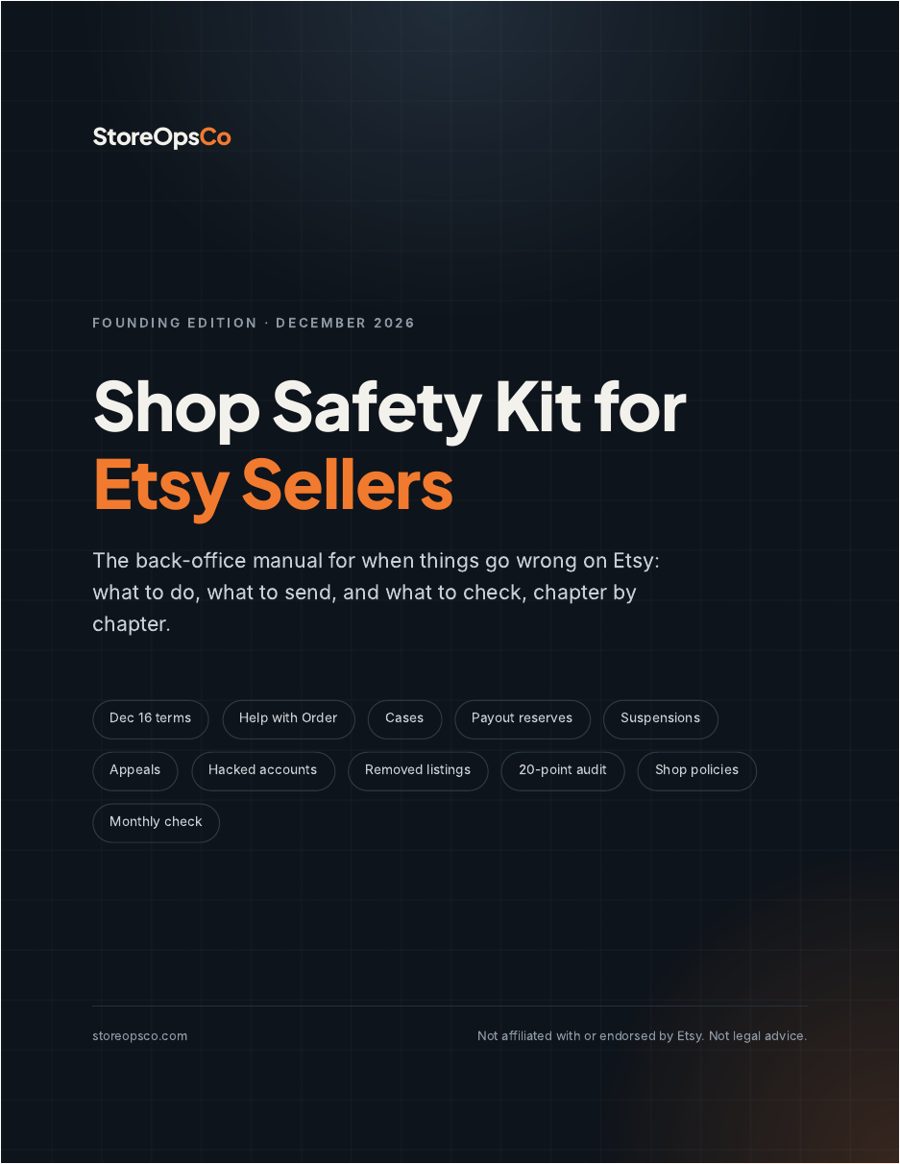 StoreOpsCo
FOUNDING EDITION · DECEMBER 2026
Shop Safety Kit for
Etsy Sellers
The back-office manual for when things go wrong on Etsy:
what to do, what to send, and what to check, chapter by
chapter.
Dec 16 terms Help with Order Cases Payout reserves Suspensions
Appeals Hacked accounts Removed listings 20-point audit Shop policies
Monthly check
storeopsco.com Not affiliated with or endorsed by Etsy. Not legal advice.